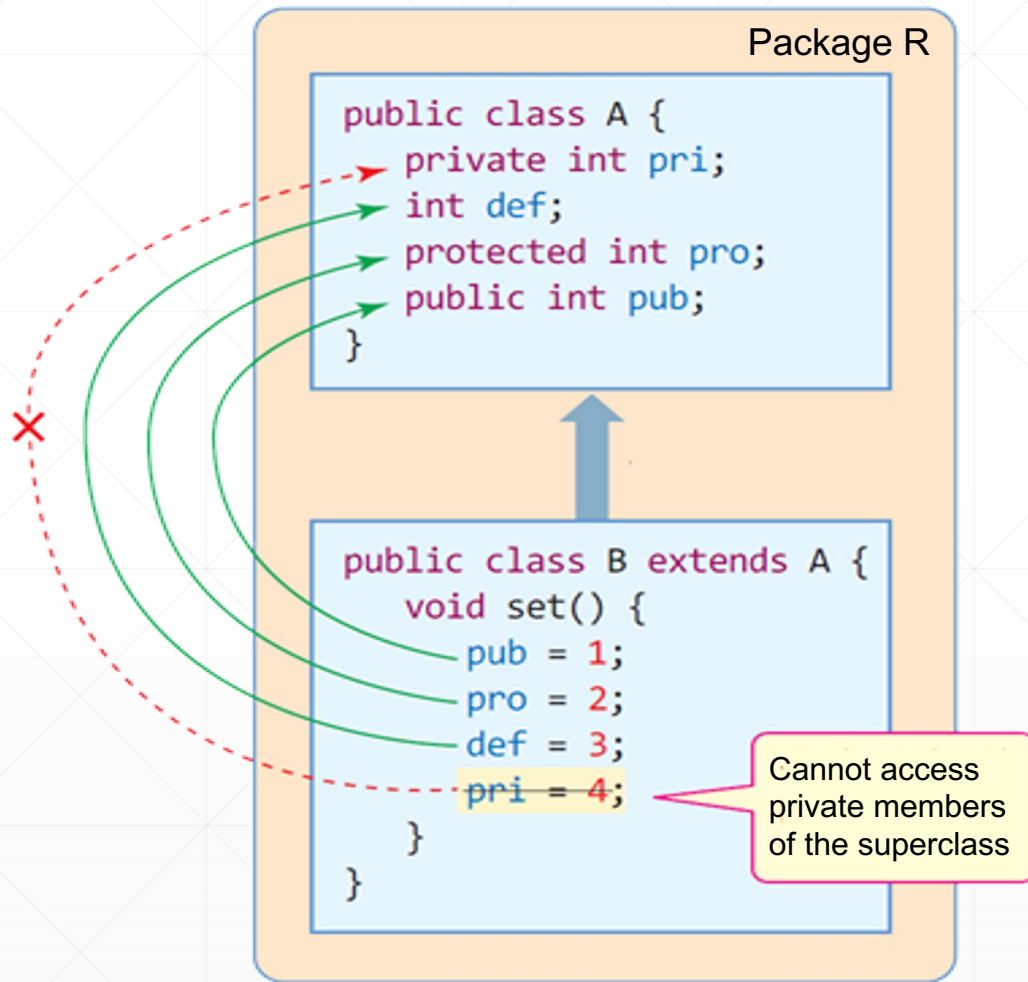 Package R
public class A {
private int pri;
int def;
protected int pro;
public int pub;
}
public class B extends A {
void set() {
pub = 1;
pro = 2;
def = 3;
pri = 4;
}
}
Cannot access
private members
of the superclass